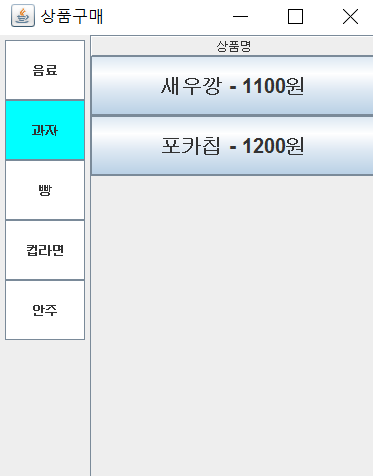 상품구매
음료
과자
빵
컵라면
안주
상품명
새우깡 - 1100원
포카칩 - 1200원